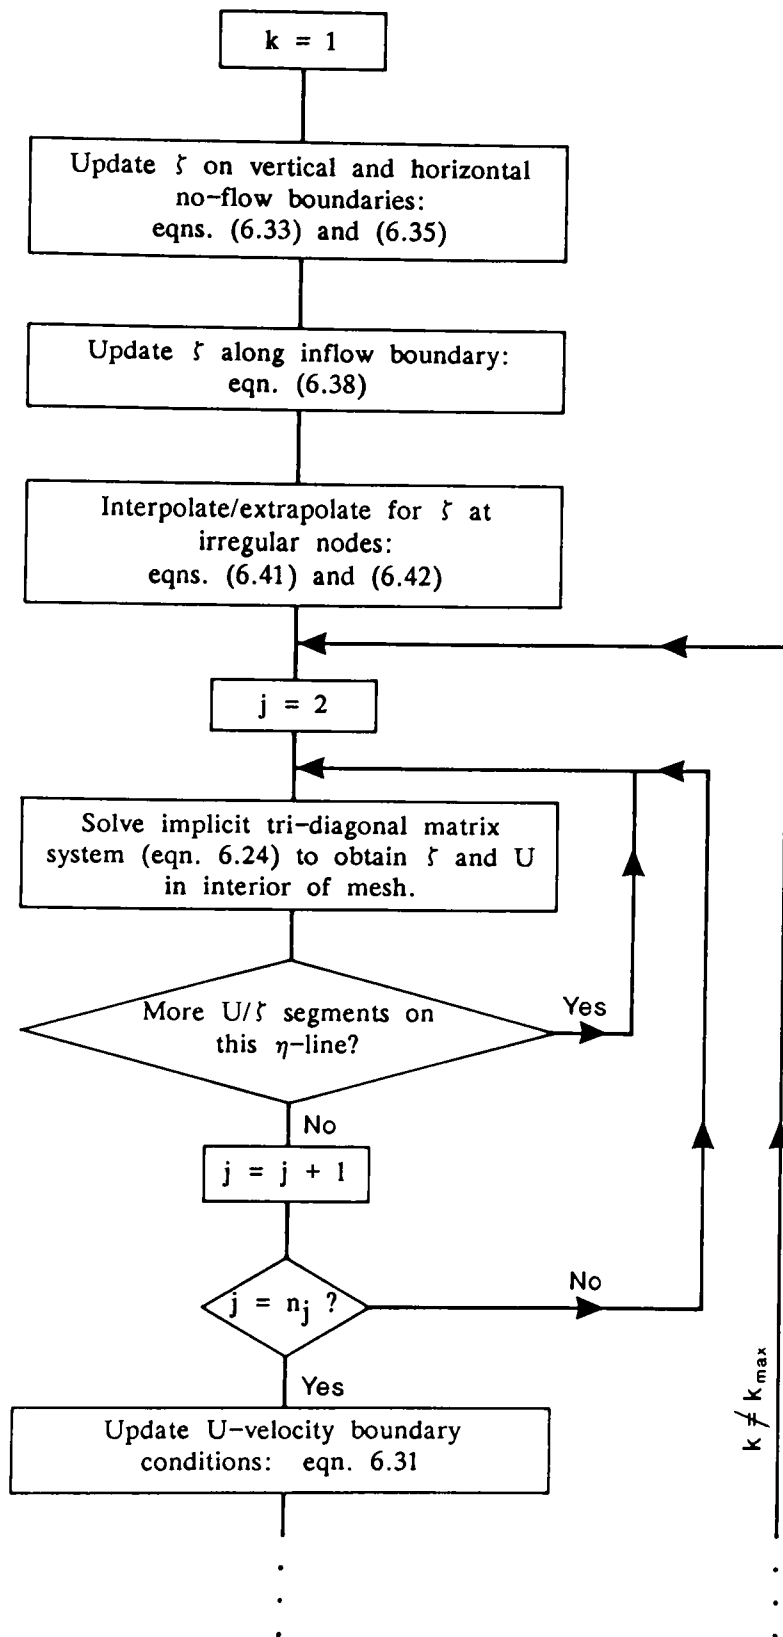 k = 1
Update ζ on vertical and horizontal
no-flow boundaries:
eqns. (6.33) and (6.35)
Update ζ along inflow boundary:
eqn. (6.38)
Interpolate/extrapolate for ζ at
irregular nodes:
eqns. (6.41) and (6.42)
j = 2
Solve implicit tri-diagonal matrix
system (eqn. 6.24) to obtain ζ and U
in interior of mesh.
More U/ζ segments on
this η-line?
Yes
No
j = j + 1
j = nj ?
No
Yes
k ≠ kmax
Update U-velocity boundary
conditions: eqn. 6.31